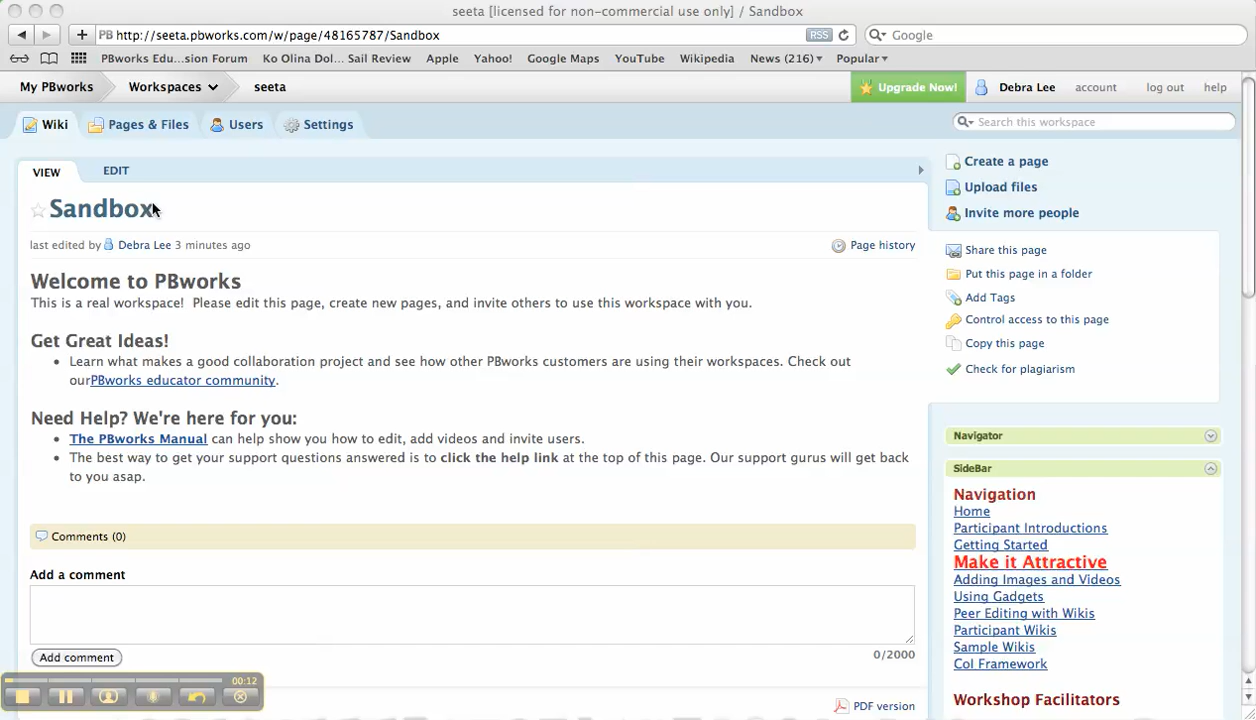 seeta [licensed for non-commercial use only] / Sandbox
PB http://seeta.pbworks.com/w/page/48165787/Sandbox RSS Google
PBworks Edu...sion Forum Ko Olina Dol... Sail Review Apple Yahoo! Google Maps YouTube Wikipedia News (216) Popular
My PBworks Workspaces seeta Upgrade Now! Debra Lee account log out help
Wiki Pages & Files Users Settings Search this workspace
VIEW EDIT
Sandbox
last edited by Debra Lee 3 minutes ago Page history
Welcome to PBworks
This is a real workspace! Please edit this page, create new pages, and invite others to use this workspace with you.
Get Great Ideas!
Learn what makes a good collaboration project and see how other PBworks customers are using their workspaces. Check out
ourPBworks educator community.
Need Help? We're here for you:
The PBworks Manual can help show you how to edit, add videos and invite users.
The best way to get your support questions answered is to click the help link at the top of this page. Our support gurus will get back
to you asap.
Comments (0)
Add a comment
0/2000
Add comment
00:12
PDF version
Create a page
Upload files
Invite more people
Share this page
Put this page in a folder
Add Tags
Control access to this page
Copy this page
Check for plagiarism
Navigator
SideBar
Navigation
Home
Participant Introductions
Getting Started
Make it Attractive
Adding Images and Videos
Using Gadgets
Peer Editing with Wikis
Participant Wikis
Sample Wikis
Col Framework
Workshop Facilitators